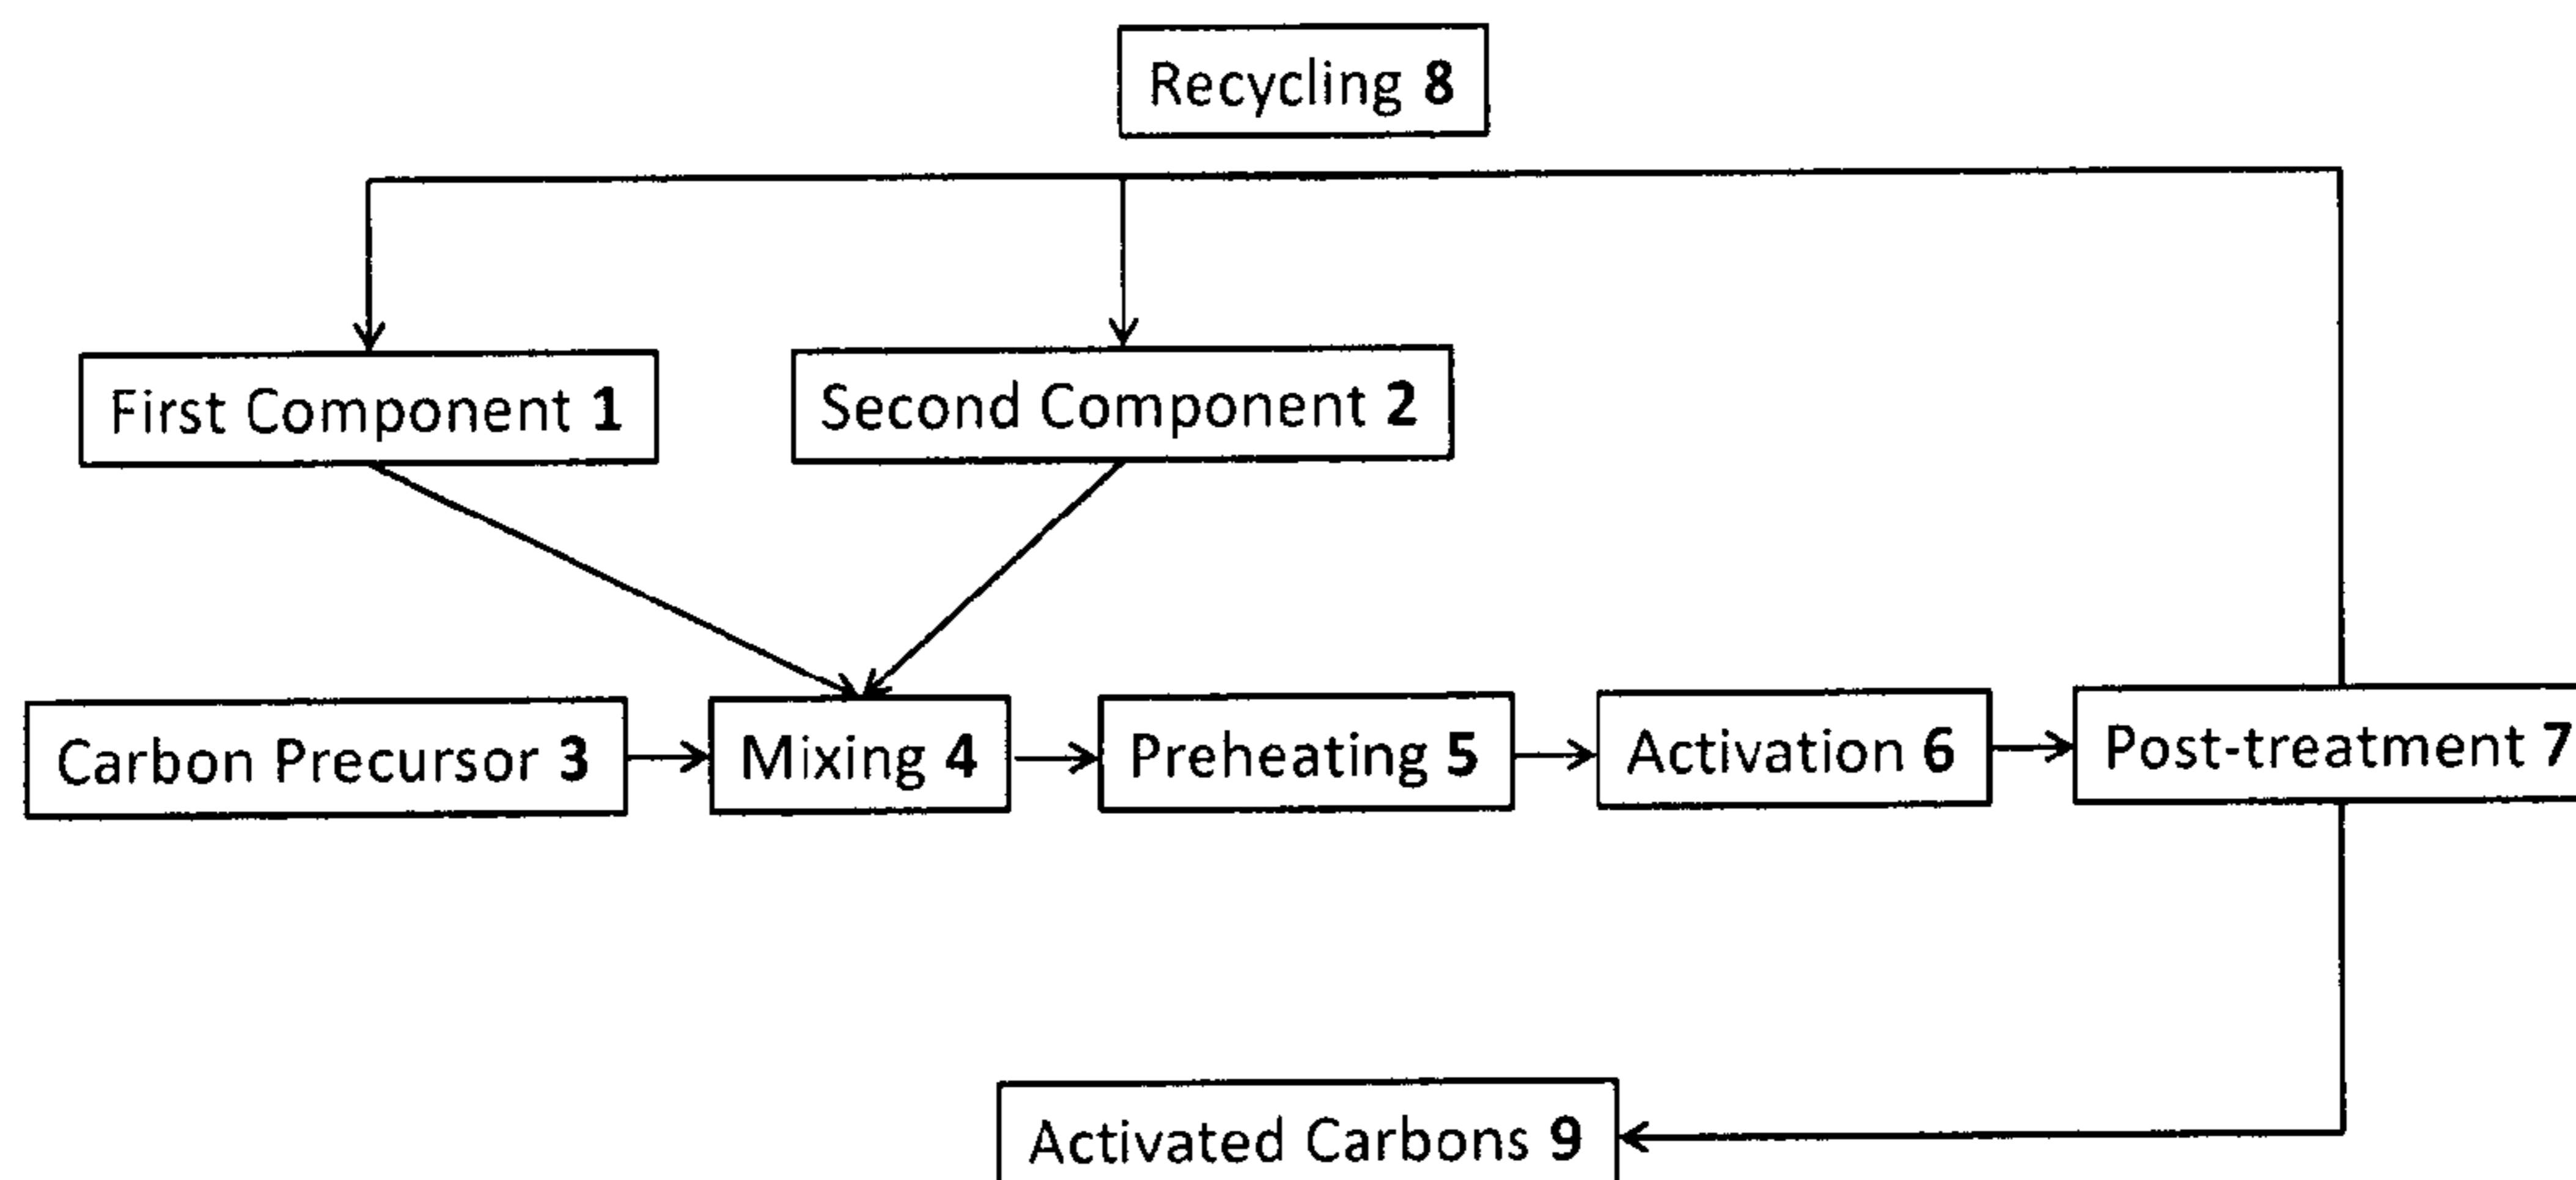 Recycling 8
First Component 1
Second Component 2
Carbon Precursor 3
Mixing 4
Preheating 5
Activation 6
Post-treatment 7
Activated Carbons 9